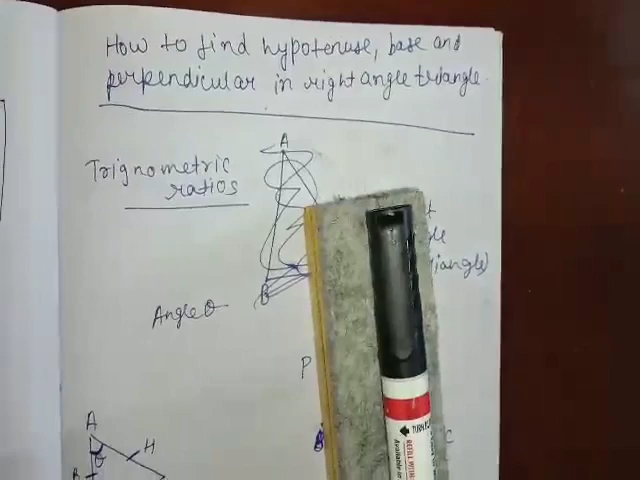 How to find hypotenuse, base and
perpendicular in right angle triangle.
Trignometric
ratios
A
B
Angle θ
P
A
θ
H
B
C